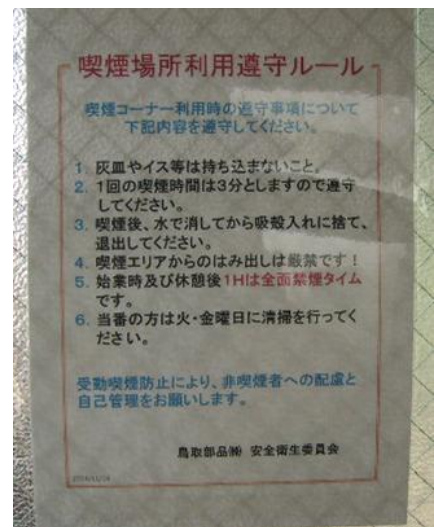 喫煙場所利用遵守ルール
喫煙コーナー利用時の遵守事項について
下記内容を遵守してください。
1. 灰皿やイス等は持ち込まないこと。
2. 1回の喫煙時間は3分としますので遵守
してください。
3. 喫煙後、水で消してから吸殻入れに捨て、
退出してください。
4. 喫煙エリアからのはみ出しは厳禁です！
5. 始業時及び休憩後1Hは全面禁煙タイム
です。
6. 当番の方は火・金曜日に清掃を行ってく
ださい。
受動喫煙防止により、非喫煙者への配慮と
自己管理をお願いします。
鳥取部品㈱ 安全衛生委員会